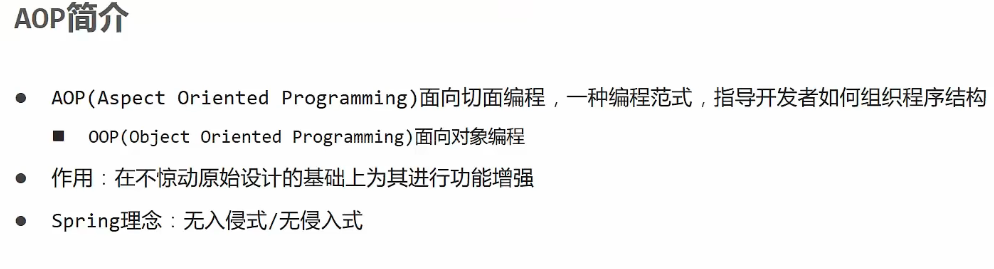 AOP简介
AOP(Aspect Oriented Programming)面向切面编程，一种编程范式，指导开发者如何组织程序结构
OOP(Object Oriented Programming)面向对象编程
作用：在不惊动原始设计的基础上为其进行功能增强
Spring理念：无入侵式/无侵入式